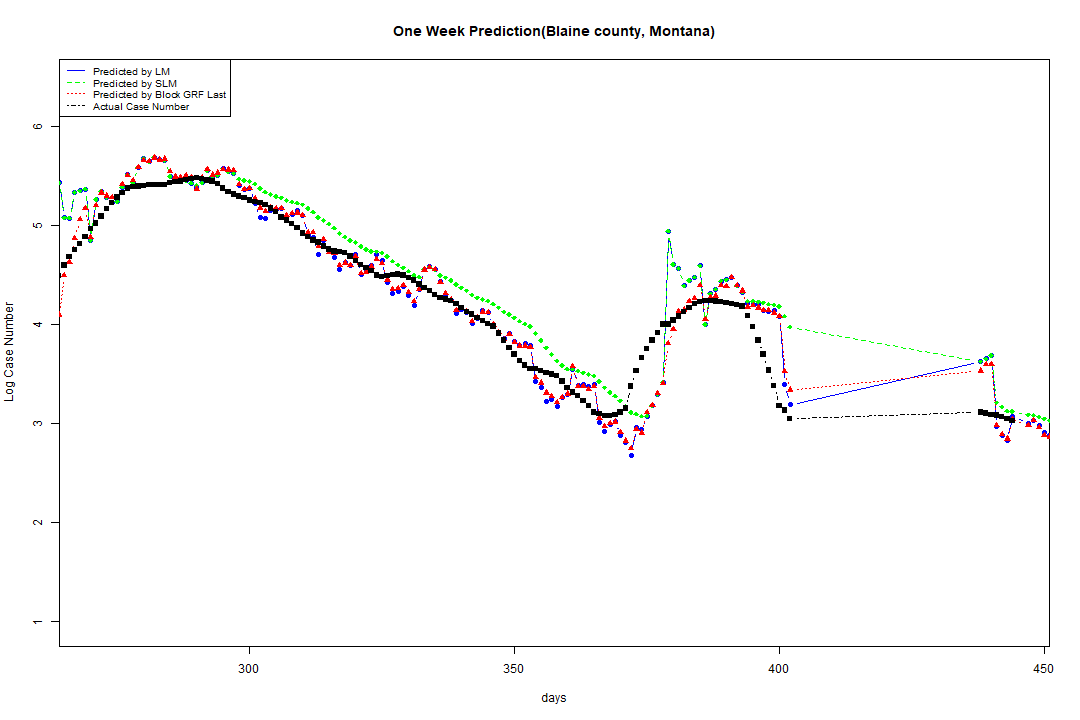 One Week Prediction(Blaine county, Montana)
Predicted by LM
Predicted by SLM
Predicted by Block GRF Last
Actual Case Number
Log Case Number
6
5
4
3
2
1
300
350
400
450
days